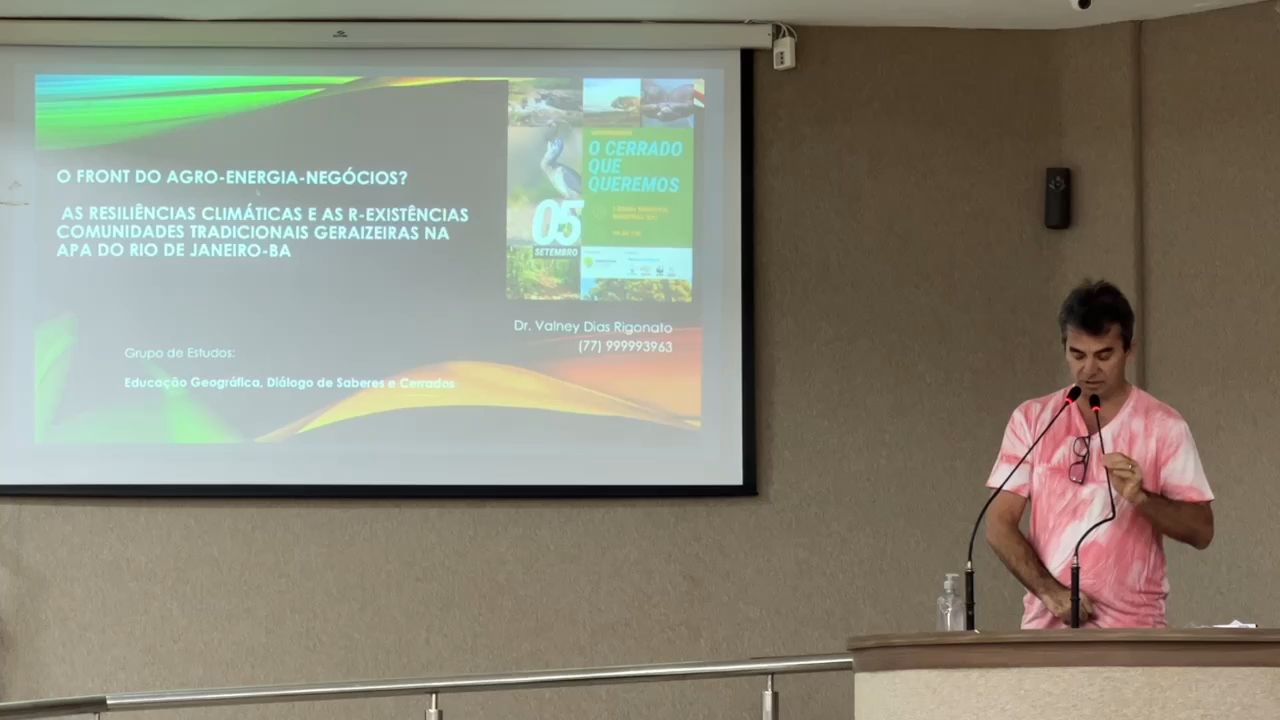 O FRONT DO AGRO-ENERGIA-NEGÓCIOS?
AS RESILIÊNCIAS CLIMÁTICAS E AS R-EXISTÊNCIAS
COMUNIDADES TRADICIONAIS GERAIZEIRAS NA
APA DO RIO DE JANEIRO-BA
O CERRADO
QUE
QUEREMOS
05
SETEMBRO
Dr. Valney Dias Rigonato
(77) 999993963
Grupo de Estudos:
Educação Geográfica, Diálogo de Saberes e Cerrados